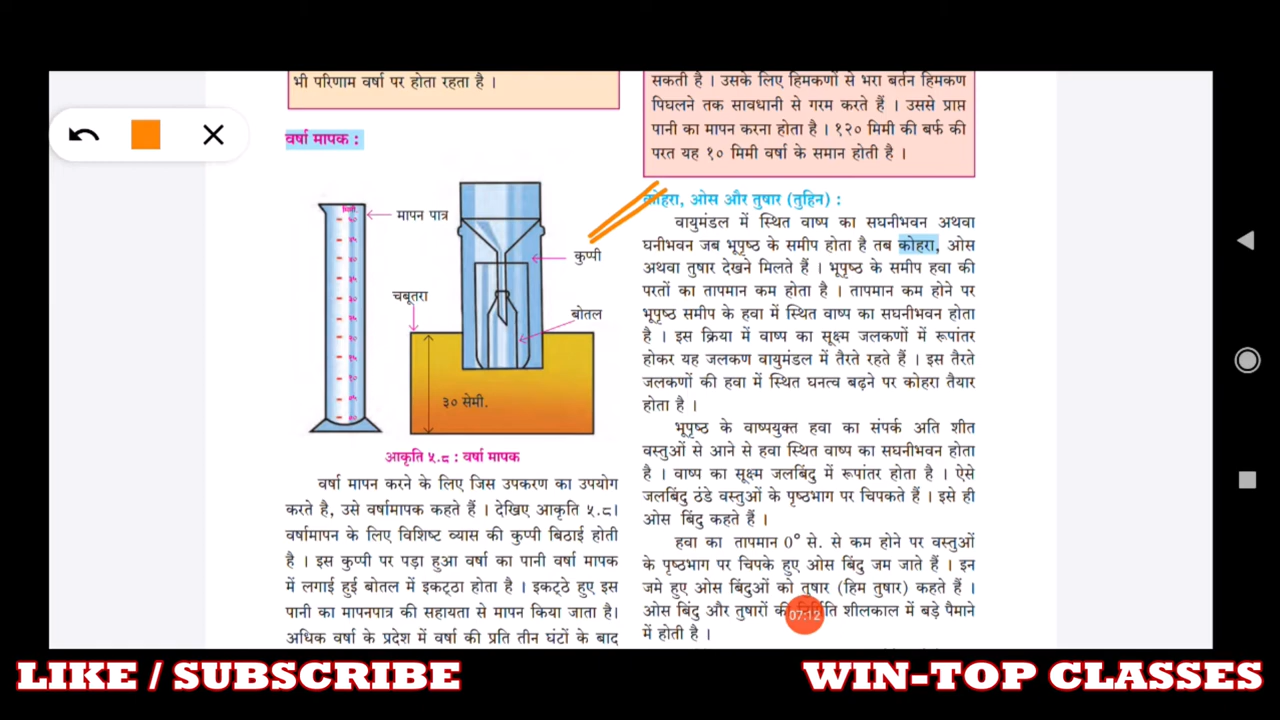 भी परिणाम वर्षा पर होता रहता है ।
वर्षा मापक :
मिमी.
मापन पात्र
कुप्पी
चबूतरा
बोतल
३० सेमी.
आकृति ५.८ : वर्षा मापक
वर्षा मापन करने के लिए जिस उपकरण का उपयोग
करते है, उसे वर्षामापक कहते हैं । देखिए आकृति ५.८।
वर्षामापन के लिए विशिष्ट व्यास की कुप्पी बिठाई होती
है । इस कुप्पी पर पड़ा हुआ वर्षा का पानी वर्षा मापक
में लगाई हुई बोतल में इकट्ठा होता है । इकट्ठे हुए इस
पानी का मापनपात्र की सहायता से मापन किया जाता है।
अधिक वर्षा के प्रदेश में वर्षा की प्रति तीन घंटों के बाद
सकती है । उसके लिए हिमकणों से भरा बर्तन हिमकण
पिघलने तक सावधानी से गरम करते हैं । उससे प्राप्त
पानी का मापन करना होता है । १२० मिमी की बर्फ की
परत यह १० मिमी वर्षा के समान होती है ।
कोहरा, ओस और तुषार (तुहिन) :
वायुमंडल में स्थित वाष्प का सघनीभवन अथवा
घनीभवन जब भूपृष्ठ के समीप होता है तब कोहरा, ओस
अथवा तुषार देखने मिलते हैं । भूपृष्ठ के समीप हवा की
परतों का तापमान कम होता है । तापमान कम होने पर
भूपृष्ठ समीप के हवा में स्थित वाष्प का सघनीभवन होता
है । इस क्रिया में वाष्प का सूक्ष्म जलकणों में रूपांतर
होकर यह जलकण वायुमंडल में तैरते रहते हैं । इस तैरते
जलकणों की हवा में स्थित घनत्व बढ़ने पर कोहरा तैयार
होता है ।
भूपृष्ठ के वाष्पयुक्त हवा का संपर्क अति शीत
वस्तुओं से आने से हवा स्थित वाष्प का सघनीभवन होता
है । वाष्प का सूक्ष्म जलबिंदु में रूपांतर होता है । ऐसे
जलबिंदु ठंडे वस्तुओं के पृष्ठभाग पर चिपकते हैं । इसे ही
ओस बिंदु कहते हैं ।
हवा का तापमान 0° से. से कम होने पर वस्तुओं
के पृष्ठभाग पर चिपके हुए ओस बिंदु जम जाते हैं । इन
जमे हुए ओस बिंदुओं को तुषार (हिम तुषार) कहते हैं ।
ओस बिंदु और तुषारों की शीलकाल में बड़े पैमाने
में होती है ।
07:12
LIKE / SUBSCRIBE
WIN-TOP CLASSES